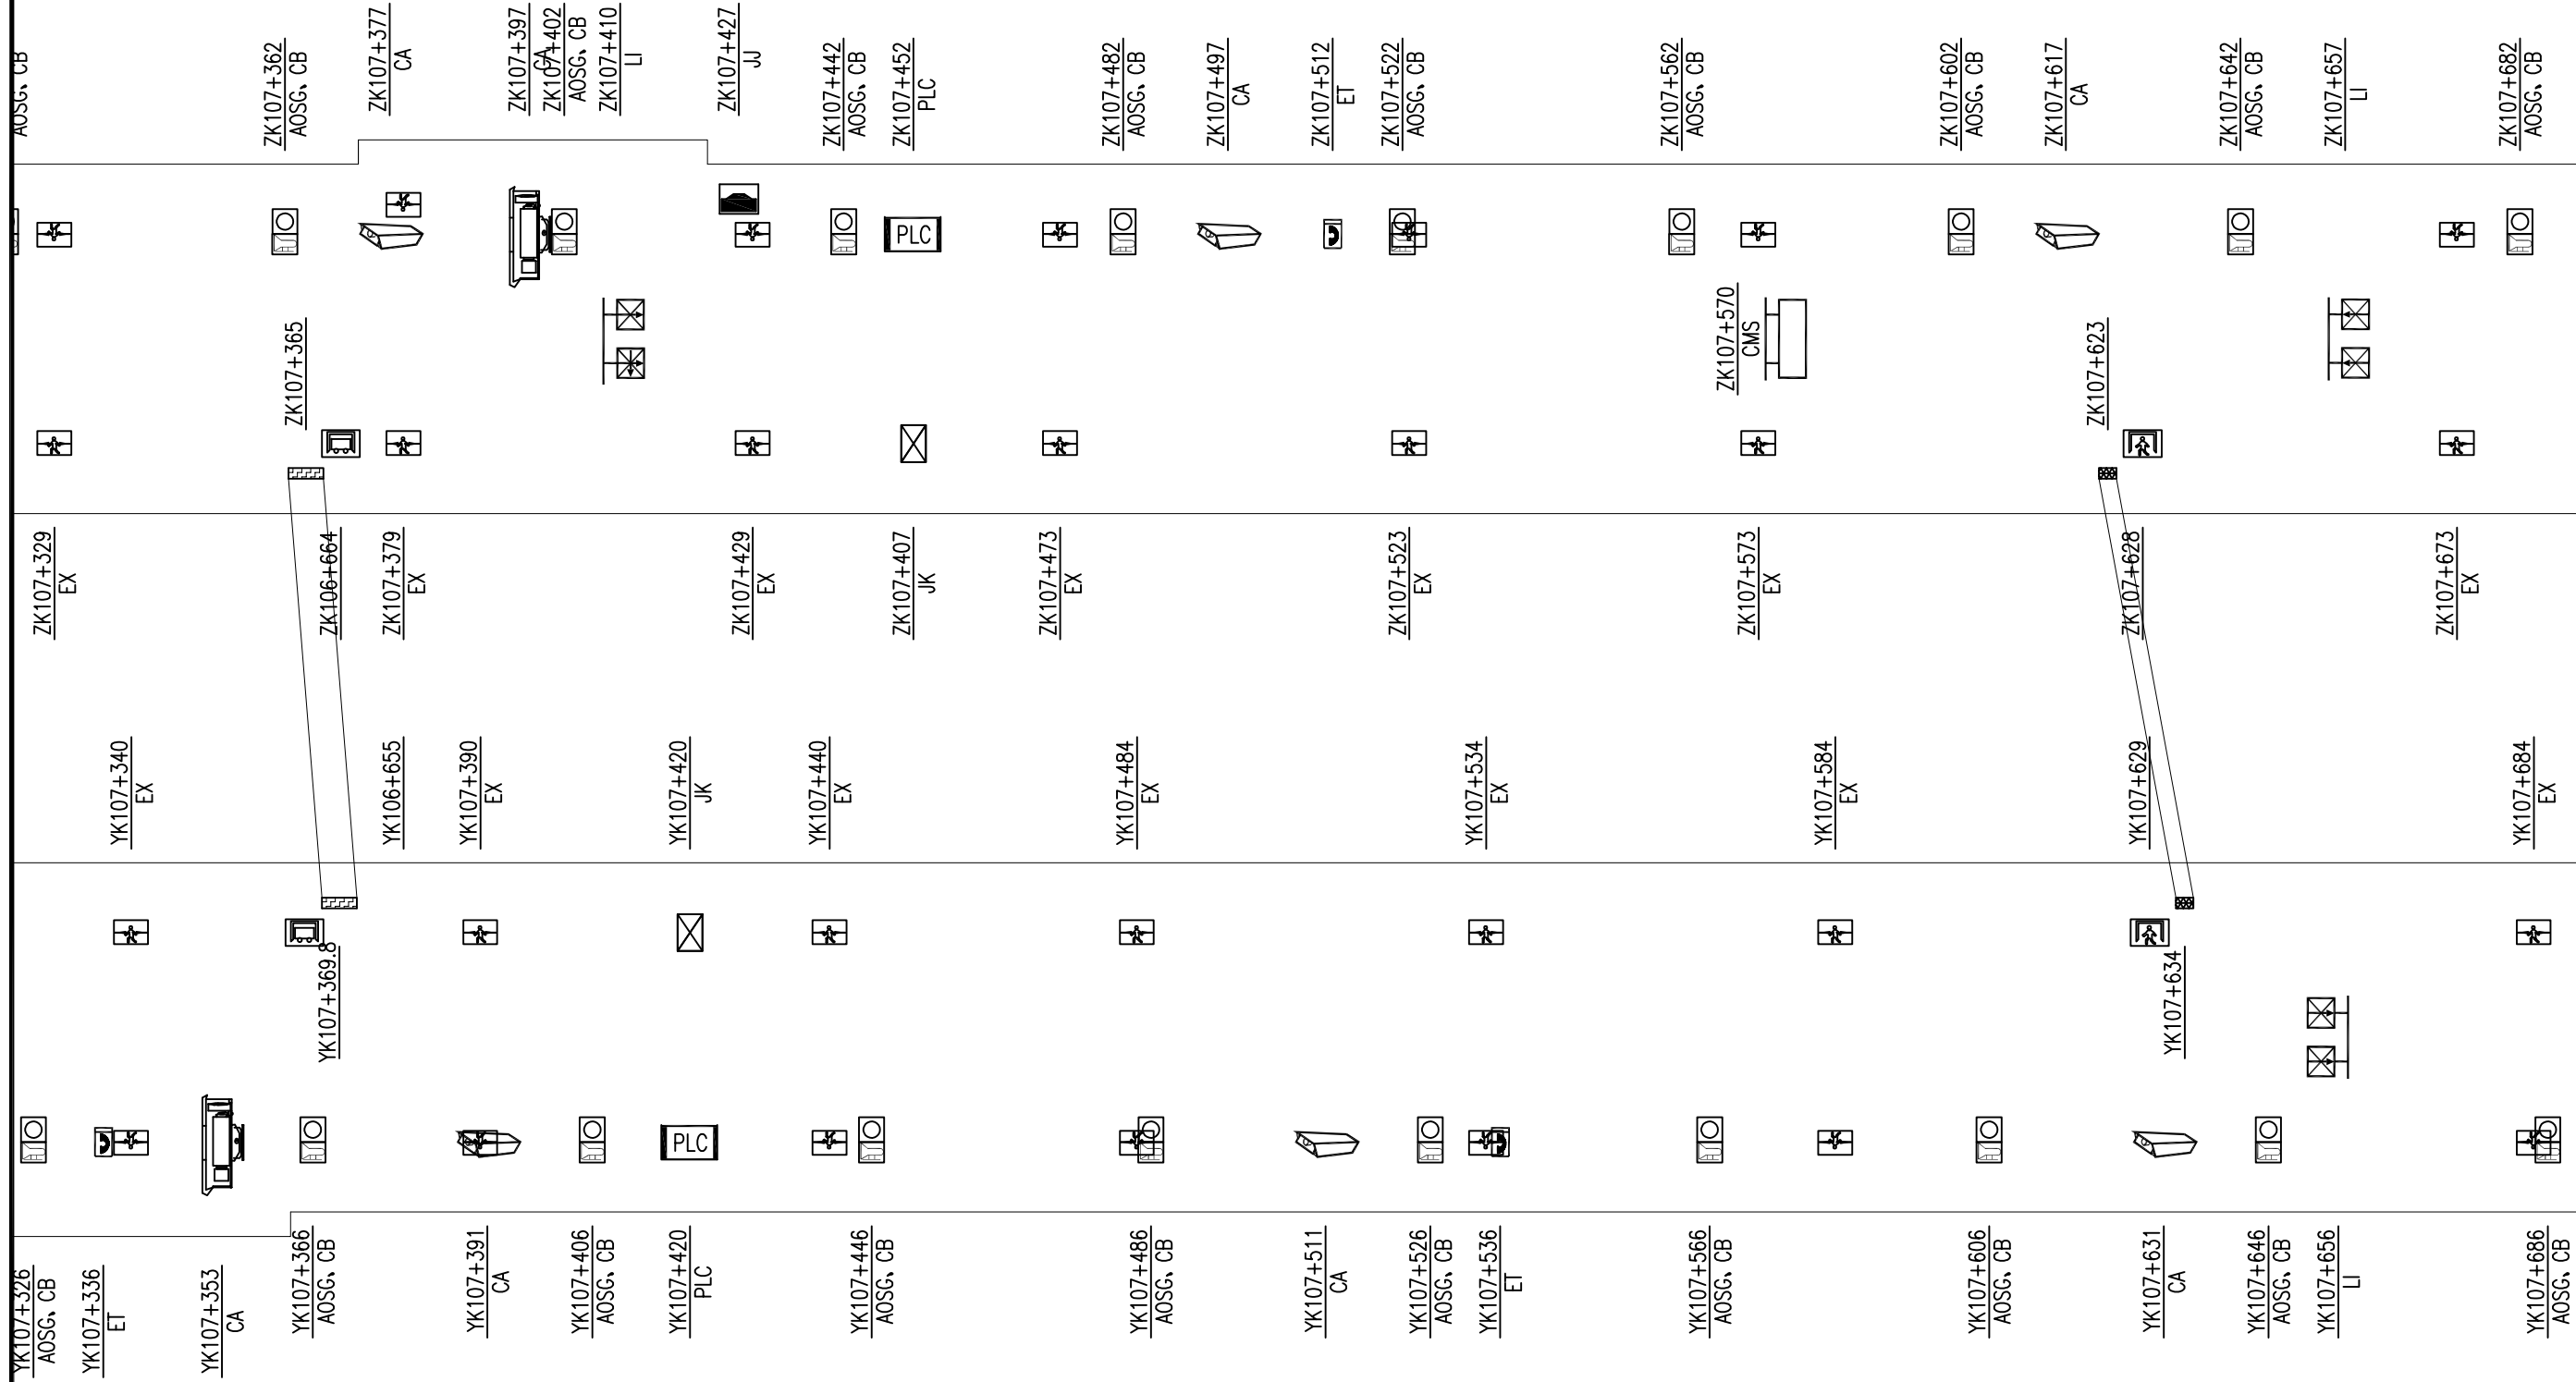 AOSG、CB
ZK107+362
AOSG、CB
ZK107+377
CA
ZK107+397
CA
ZK107+402
AOSG、CB
ZK107+410
LI
ZK107+427
JJ
ZK107+442
AOSG、CB
ZK107+452
PLC
ZK107+482
AOSG、CB
ZK107+497
CA
ZK107+512
ET
ZK107+522
AOSG、CB
ZK107+562
AOSG、CB
ZK107+602
AOSG、CB
ZK107+617
CA
ZK107+642
AOSG、CB
ZK107+657
LI
ZK107+682
AOSG、CB
PLC
ZK107+365
ZK107+570
CMS
ZK107+623
ZK107+329
EX
ZK106+664
ZK107+379
EX
ZK107+429
EX
ZK107+407
JK
ZK107+473
EX
ZK107+523
EX
ZK107+573
EX
ZK107+628
ZK107+673
EX
YK107+340
EX
YK106+655
YK107+390
EX
YK107+420
JK
YK107+440
EX
YK107+484
EX
YK107+534
EX
YK107+584
EX
YK107+629
YK107+684
EX
YK107+369.8
YK107+634
PLC
YK107+326
AOSG、CB
YK107+336
ET
YK107+353
CA
YK107+366
AOSG、CB
YK107+391
CA
YK107+406
AOSG、CB
YK107+420
PLC
YK107+446
AOSG、CB
YK107+486
AOSG、CB
YK107+511
CA
YK107+526
AOSG、CB
YK107+536
ET
YK107+566
AOSG、CB
YK107+606
AOSG、CB
YK107+631
CA
YK107+646
AOSG、CB
YK107+656
LI
YK107+686
AOSG、CB